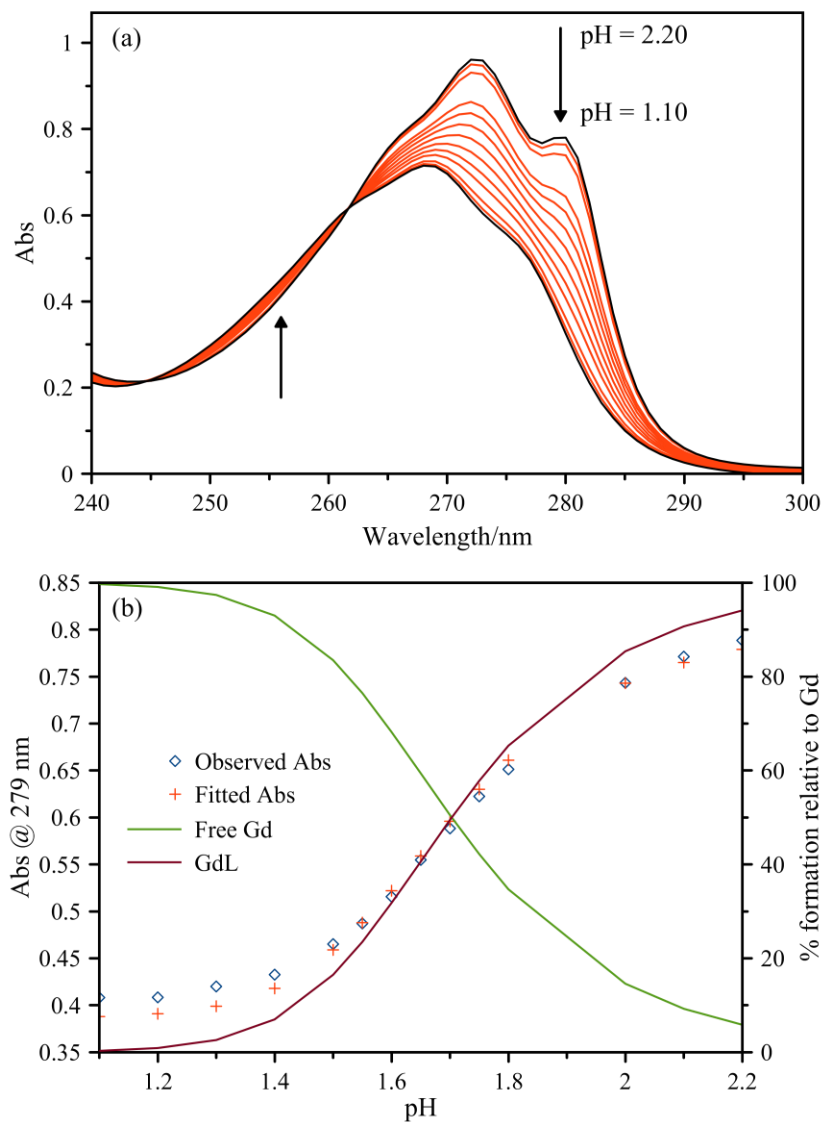 (a)
pH = 2.20
pH = 1.10
1
0.8
0.6
0.4
0.2
0
Abs
240 250 260 270 280 290 300
Wavelength/nm
(b)
0.85
0.8
0.75
0.7
0.65
0.6
0.55
0.5
0.45
0.4
0.35
Abs @ 279 nm
Observed Abs
Fitted Abs
Free Gd
GdL
100
80
60
40
20
0
% formation relative to Gd
1.2 1.4 1.6 1.8 2 2.2
pH